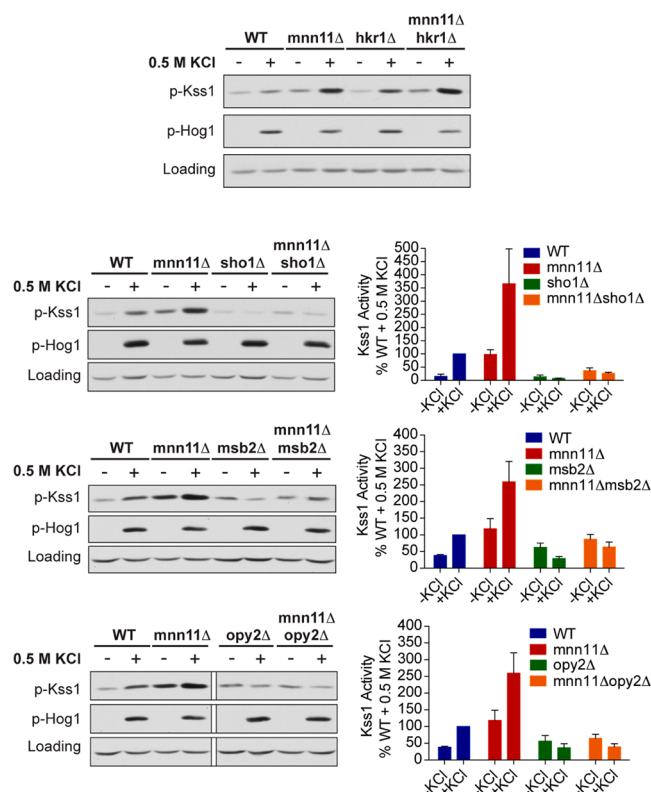 mnn11Δ
WT mnn11Δ hkr1Δ hkr1Δ
0.5 M KCl - + - + - + - +
p-Kss1
p-Hog1
Loading
mnn11Δ
WT mnn11Δ sho1Δ sho1Δ
0.5 M KCl - + - + - + - +
p-Kss1
p-Hog1
Loading
Kss1 Activity
% WT + 0.5 M KCl
500
450
400
350
300
250
200
150
100
50
0
-KCl +KCl -KCl +KCl -KCl +KCl -KCl +KCl
WT
mnn11Δ
sho1Δ
mnn11Δsho1Δ
mnn11Δ
WT mnn11Δ msb2Δ msb2Δ
0.5 M KCl - + - + - + - +
p-Kss1
p-Hog1
Loading
Kss1 Activity
% WT + 0.5 M KCl
400
350
300
250
200
150
100
50
0
-KCl +KCl -KCl +KCl -KCl +KCl -KCl +KCl
WT
mnn11Δ
msb2Δ
mnn11Δmsb2Δ
mnn11Δ
WT mnn11Δ opy2Δ opy2Δ
0.5 M KCl - + - + - + - +
p-Kss1
p-Hog1
Loading
Kss1 Activity
% WT + 0.5 M KCl
400
350
300
250
200
150
100
50
0
-KCl +KCl -KCl +KCl -KCl +KCl -KCl +KCl
WT
mnn11Δ
opy2Δ
mnn11Δopy2Δ